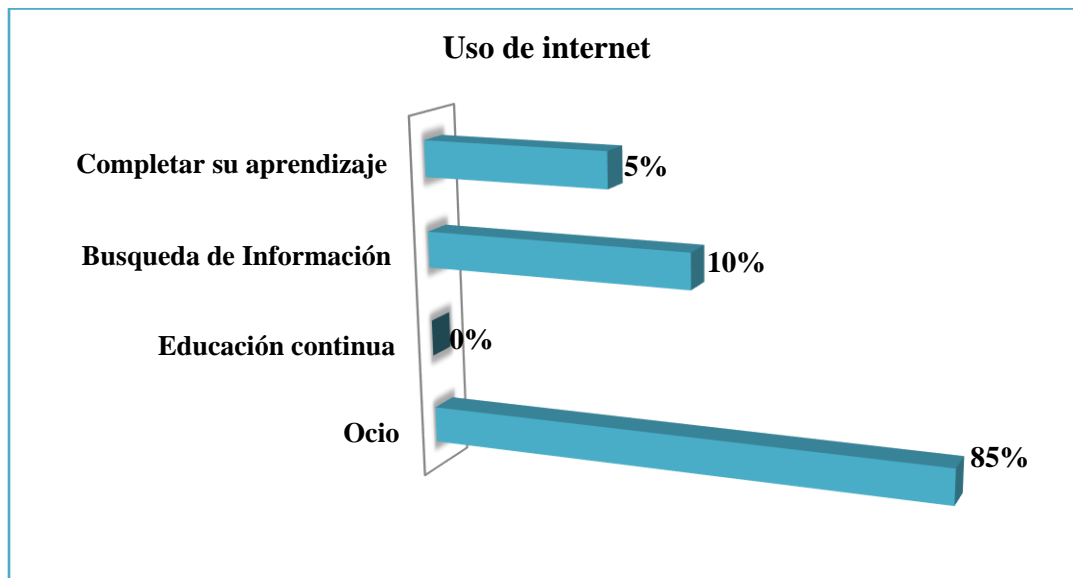 Uso de internet
Completar su aprendizaje
5%
Busqueda de Información
10%
Educación continua
0%
Ocio
85%